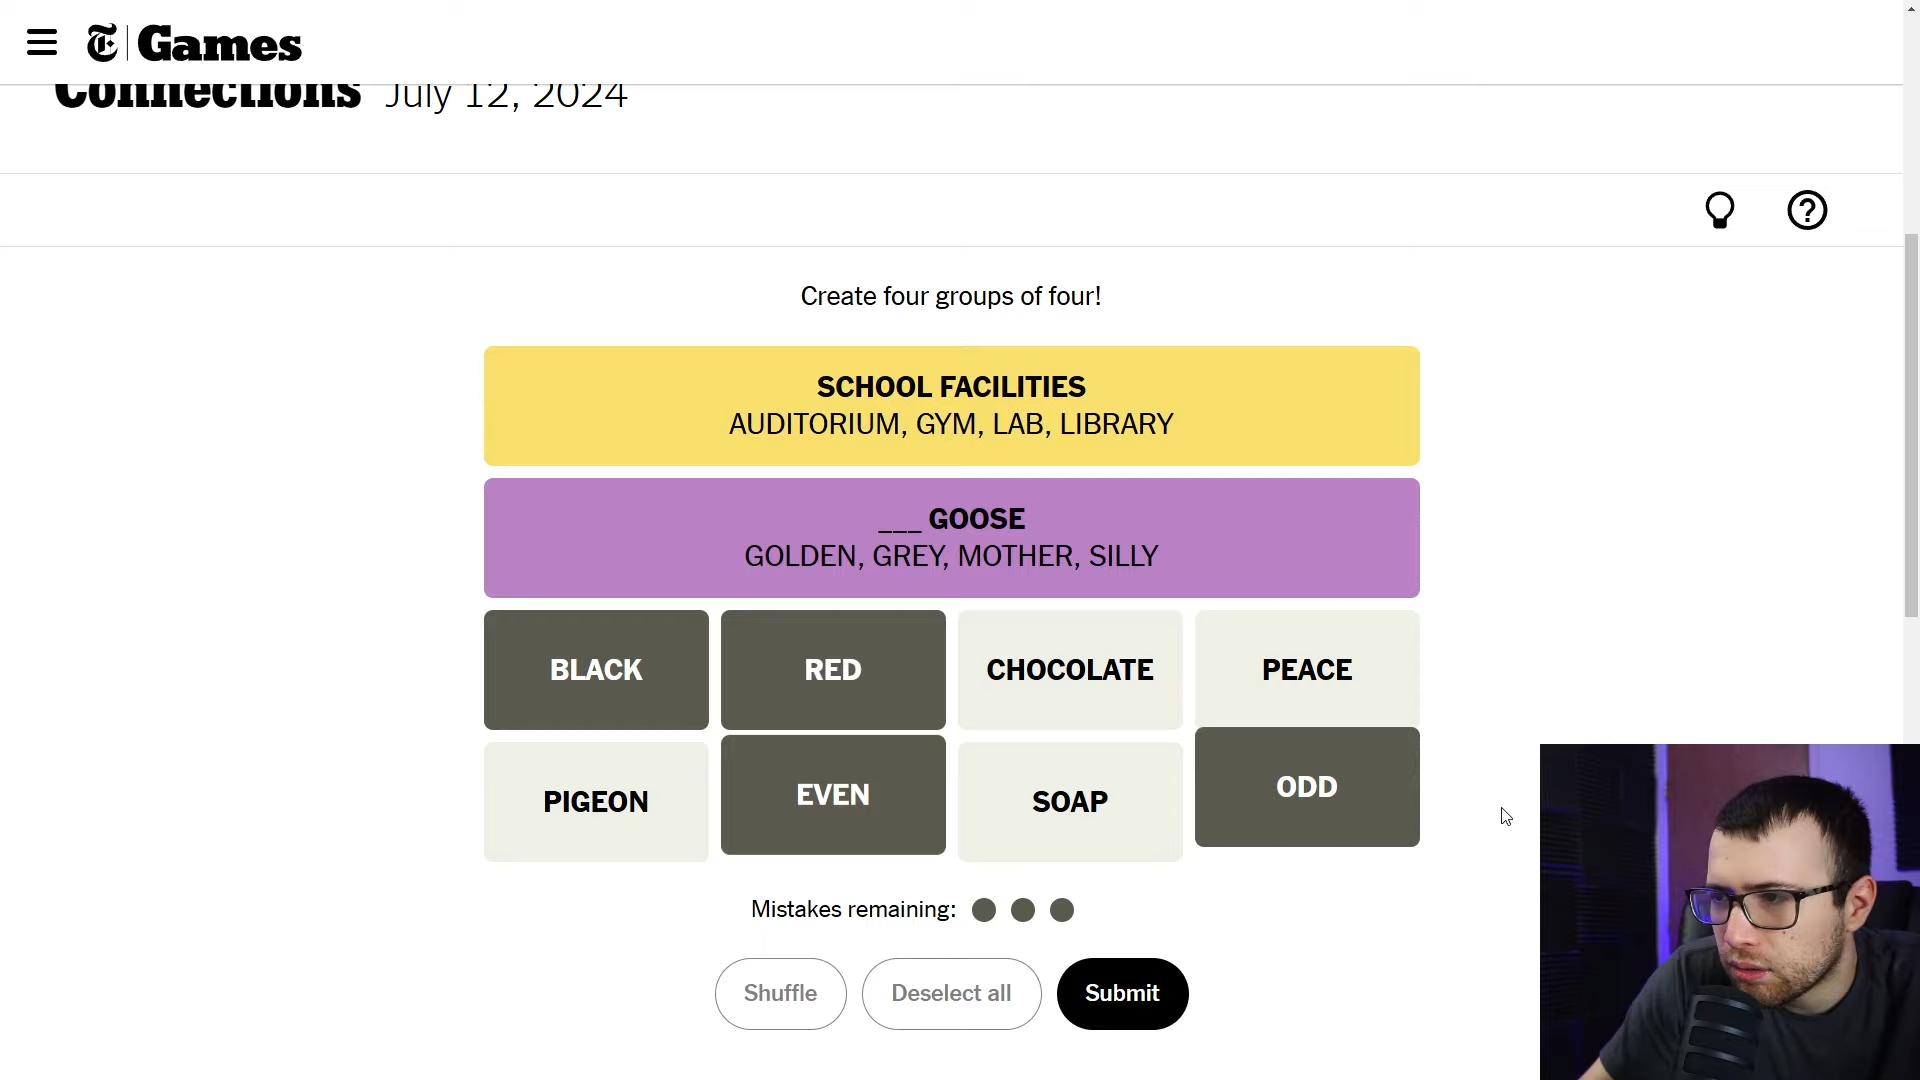 T Games
Connections July 12, 2024
Create four groups of four!
SCHOOL FACILITIES
AUDITORIUM, GYM, LAB, LIBRARY
___ GOOSE
GOLDEN, GREY, MOTHER, SILLY
BLACK RED CHOCOLATE PEACE
PIGEON EVEN SOAP ODD
Mistakes remaining:
Shuffle Deselect all Submit